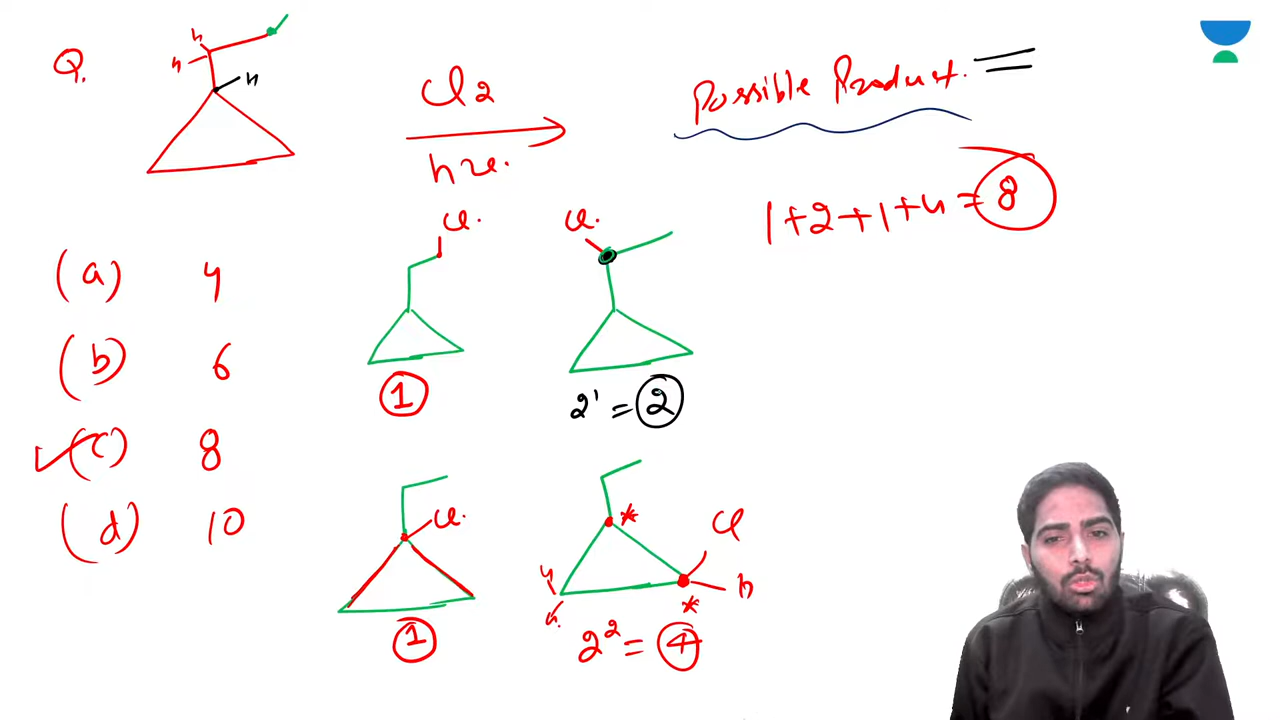 Q.
h
h
h
Cl2
hν.
Possible Product. =
1+2+1+4 = 8
(a) 4
(b) 6
(c) 8
(d) 10
Cl.
1
Cl.
2¹ = 2
Cl.
1
*
Cl
h
*
h
h.
2² = 4